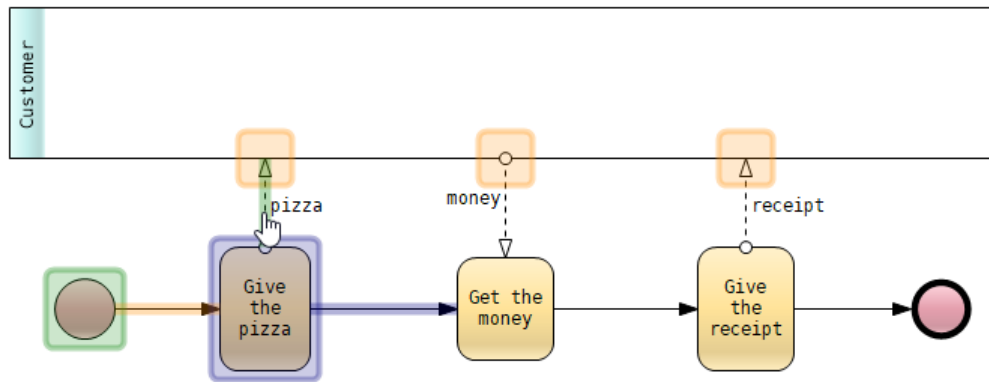 Customer
pizza
money
receipt
Give
the
pizza
Get the
money
Give
the
receipt